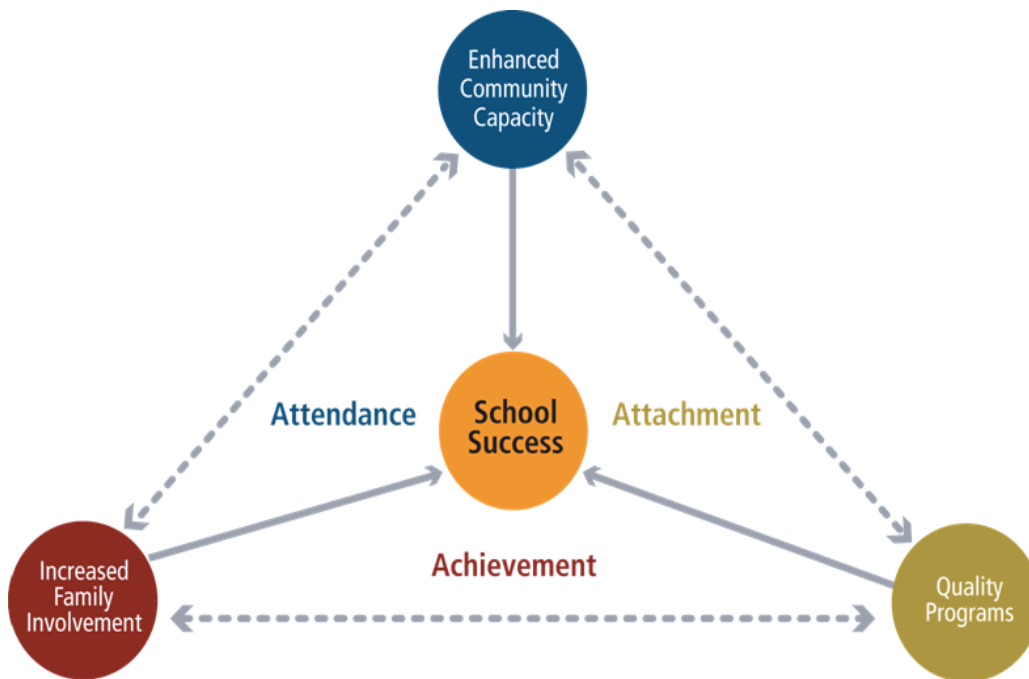 Enhanced
Community
Capacity
Attendance
School
Success
Attachment
Achievement
Increased
Family
Involvement
Quality
Programs